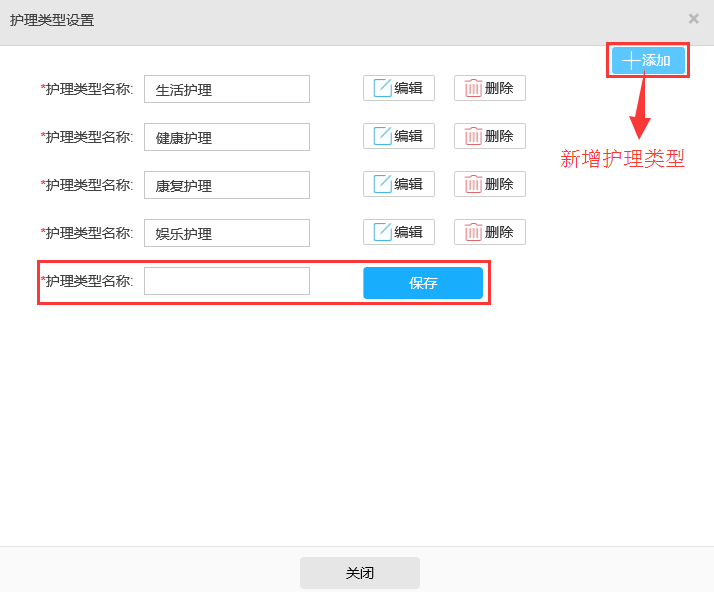 护理类型设置 ×
添加
*护理类型名称: 生活护理 编辑 删除
*护理类型名称: 健康护理 编辑 删除
新增护理类型
*护理类型名称: 康复护理 编辑 删除
*护理类型名称: 娱乐护理 编辑 删除
*护理类型名称: 保存
关闭